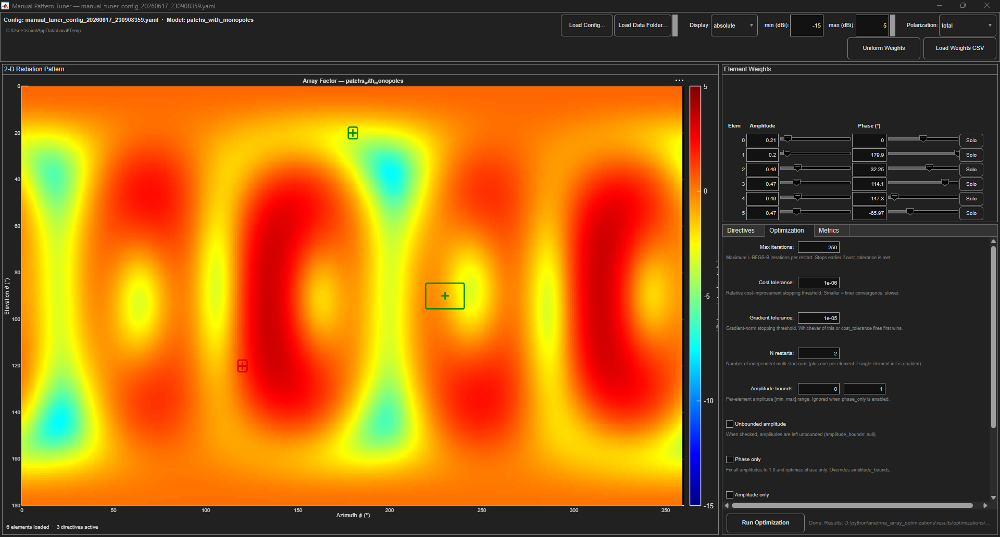 Manual Pattern Tuner — manual_tuner_config_20260617_230908359.yaml
Config: manual_tuner_config_20260617_230908359.yaml · Model: patchs_with_monopoles
C:\Users\snirn\AppData\Local\Temp
Load Config... Load Data Folder... Display: absolute min (dBi): -15 max (dBi): 5 Polarization: total
Uniform Weights Load Weights CSV
2-D Radiation Pattern
Array Factor — patchswithmonopoles
0
20
40
60
80
100
120
140
160
180
Elevation θ (°)
0 50 100 150 200 250 300 350
Azimuth ϕ (°)
5
0
-5
-10
-15
6 elements loaded · 3 directives active
Element Weights
Elem Amplitude Phase (°)
0 0.21 0 Solo
1 0.2 179.9 Solo
2 0.49 32.25 Solo
3 0.47 114.1 Solo
4 0.49 -147.8 Solo
5 0.47 -65.97 Solo
Directives Optimization Metrics
Max iterations: 250
Maximum L-BFGS-B iterations per restart. Stops earlier if cost_tolerance is met.
Cost tolerance: 1e-06
Relative cost-improvement stopping threshold. Smaller = finer convergence, slower.
Gradient tolerance: 1e-05
Gradient-norm stopping threshold. Whichever of this or cost_tolerance fires first wins.
N restarts: 2
Number of independent multi-start runs (plus one per element if single-element init is enabled).
Amplitude bounds: 0 1
Per-element amplitude [min, max] range. Ignored when phase_only is enabled.
Unbounded amplitude
When checked, amplitudes are left unbounded (amplitude_bounds: null).
Phase only
Fix all amplitudes to 1.0 and optimize phase only. Overrides amplitude_bounds.
Amplitude only
Run Optimization Done. Results: D:\python\anetnna_array_optimizations\results\optimizations\...